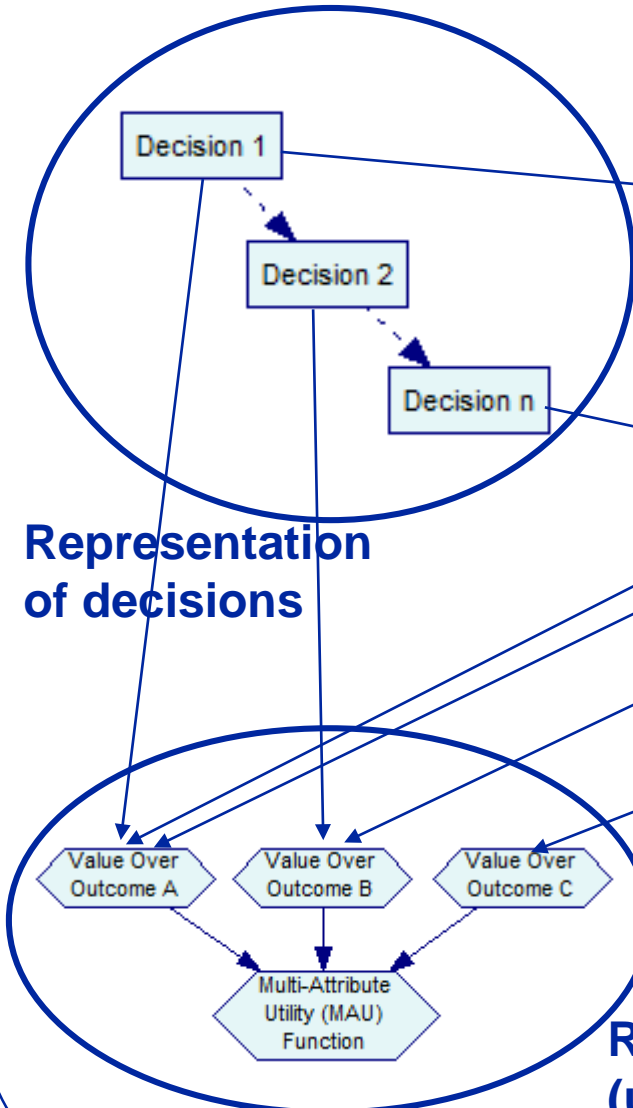 Decision 1
Decision 2
Decision n
Representation
of decisions
Value Over
Outcome A
Value Over
Outcome B
Value Over
Outcome C
Multi-Attribute
Utility (MAU)
Function